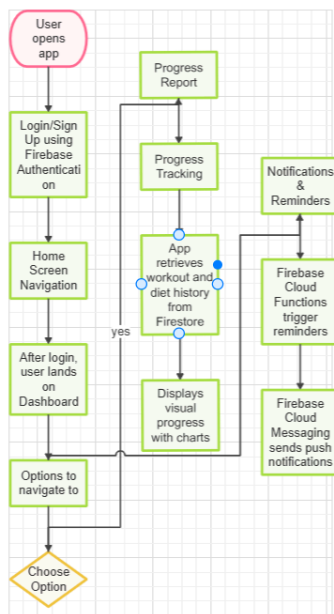 User
opens
app
Login/Sign
Up using
Firebase
Authenticati
on
Home
Screen
Navigation
After login,
user lands
on
Dashboard
Options to
navigate to
Choose
Option
yes
Progress
Report
Progress
Tracking
App
retrieves
workout and
diet history
from
Firestore
Displays
visual
progress
with charts
Notifications
&
Reminders
Firebase
Cloud
Functions
trigger
reminders
Firebase
Cloud
Messaging
sends push
notifications